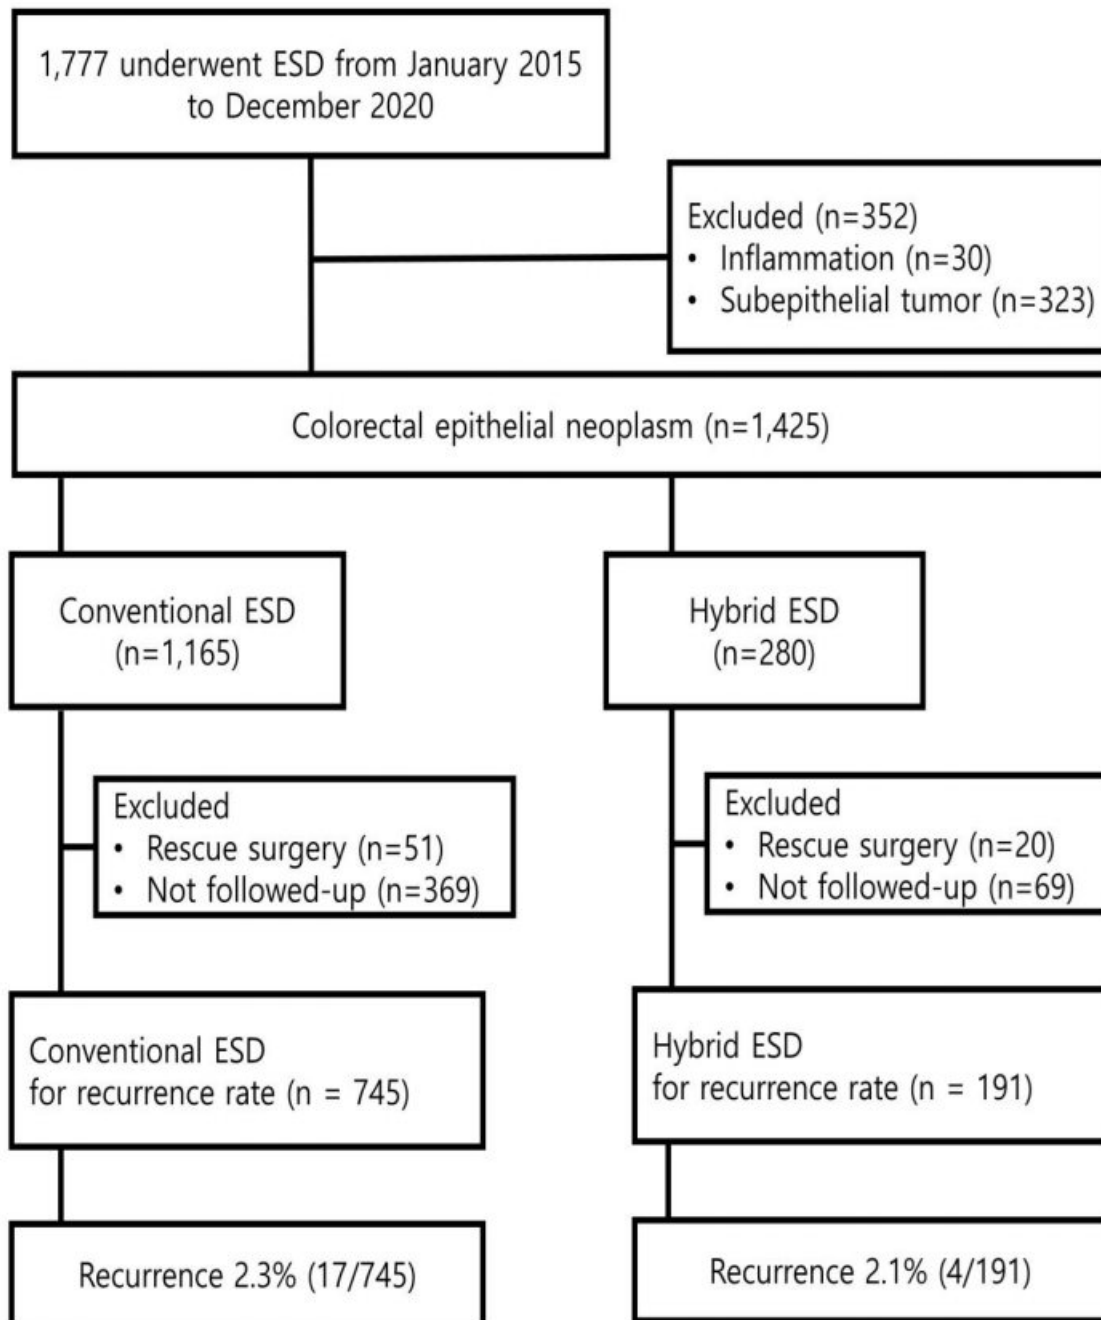 1,777 underwent ESD from January 2015
to December 2020
Excluded (n=352)
• Inflammation (n=30)
• Subepithelial tumor (n=323)
Colorectal epithelial neoplasm (n=1,425)
Conventional ESD
(n=1,165)
Hybrid ESD
(n=280)
Excluded
• Rescue surgery (n=51)
• Not followed-up (n=369)
Excluded
• Rescue surgery (n=20)
• Not followed-up (n=69)
Conventional ESD
for recurrence rate (n = 745)
Hybrid ESD
for recurrence rate (n = 191)
Recurrence 2.3% (17/745)
Recurrence 2.1% (4/191)